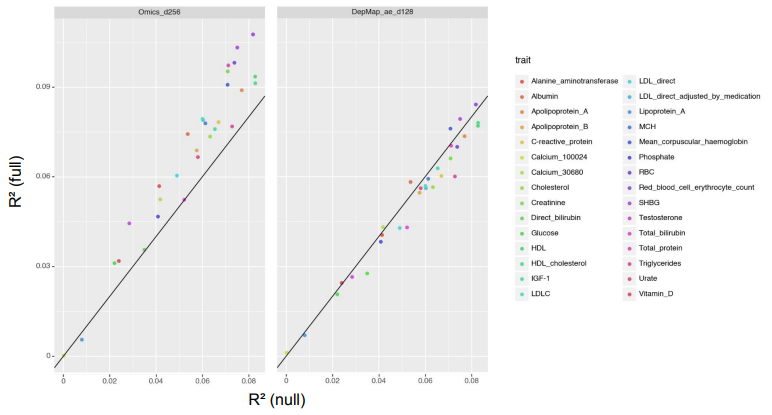 Omics_d256
DepMap_ae_d128
R² (full)
0.09
0.06
0.03
0
0
0.02
0.04
0.06
0.08
0
0.02
0.04
0.06
0.08
R² (null)
trait
Alanine_aminotransferase
Albumin
Apolipoprotein_A
Apolipoprotein_B
C-reactive_protein
Calcium_100024
Calcium_30680
Cholesterol
Creatinine
Direct_bilirubin
Glucose
HDL
HDL_cholesterol
IGF-1
LDLC
LDL_direct
LDL_direct_adjusted_by_medication
Lipoprotein_A
MCH
Mean_corpuscular_haemoglobin
Phosphate
RBC
Red_blood_cell_erythrocyte_count
SHBG
Testosterone
Total_bilirubin
Total_protein
Triglycerides
Urate
Vitamin_D